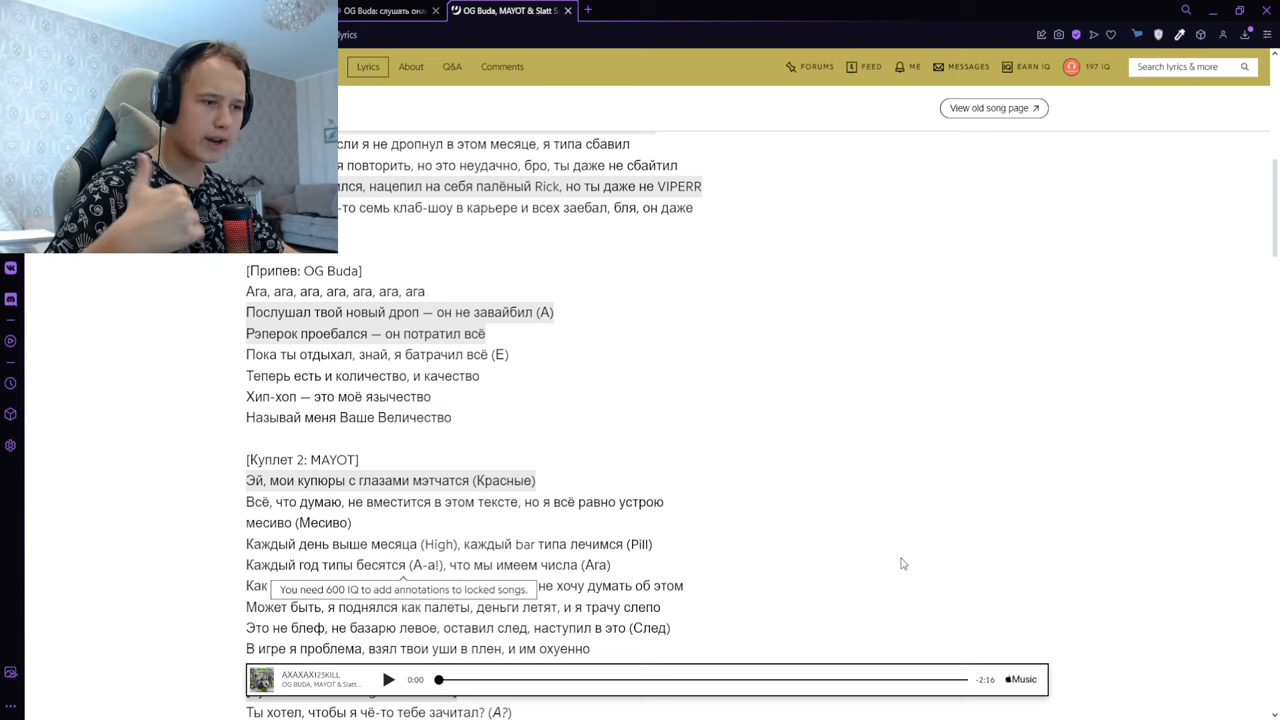 OG Buda: слушать онл
OG Buda, MAYOT & Slatt S
lyrics
Lyrics
About
Q&A
Comments
FORUMS
FEED
ME
MESSAGES
EARN IQ
197 IQ
Search lyrics & more
View old song page
сли я не дропнул в этом месяце, я типа сбавил
я повторить, но это неудачно, бро, ты даже не сбайтил
ился, нацепил на себя палёный Rick, но ты даже не VIPERR
-то семь клаб-шоу в карьере и всех заебал, бля, он даже
[Припев: OG Buda]
Ага, ага, ага, ага, ага, ага, ага
Послушал твой новый дроп — он не завайбил (А)
Рэперок проебался — он потратил всё
Пока ты отдыхал, знай, я батрачил всё (Е)
Теперь есть и количество, и качество
Хип-хоп — это моё язычество
Называй меня Ваше Величество
[Куплет 2: MAYOT]
Эй, мои купюры с глазами мэтчатся (Красные)
Всё, что думаю, не вместится в этом тексте, но я всё равно устрою
месиво (Месиво)
Каждый день выше месяца (High), каждый bar типа лечимся (Pill)
Каждый год типы бесятся (А-а!), что мы имеем числа (Ага)
Как
You need 600 IQ to add annotations to locked songs.
не хочу думать об этом
Может быть, я поднялся как палеты, деньги летят, и я трачу слепо
Это не блеф, не базарю левое, оставил след, наступил в это (След)
В игре я проблема, взял твои уши в плен, и им охуенно
AXAXAX123KILL
OG BUDA, MAYOT & Slatt...
0:00
-2:16
Music
Ты хотел, чтобы я чё-то тебе зачитал? (А?)